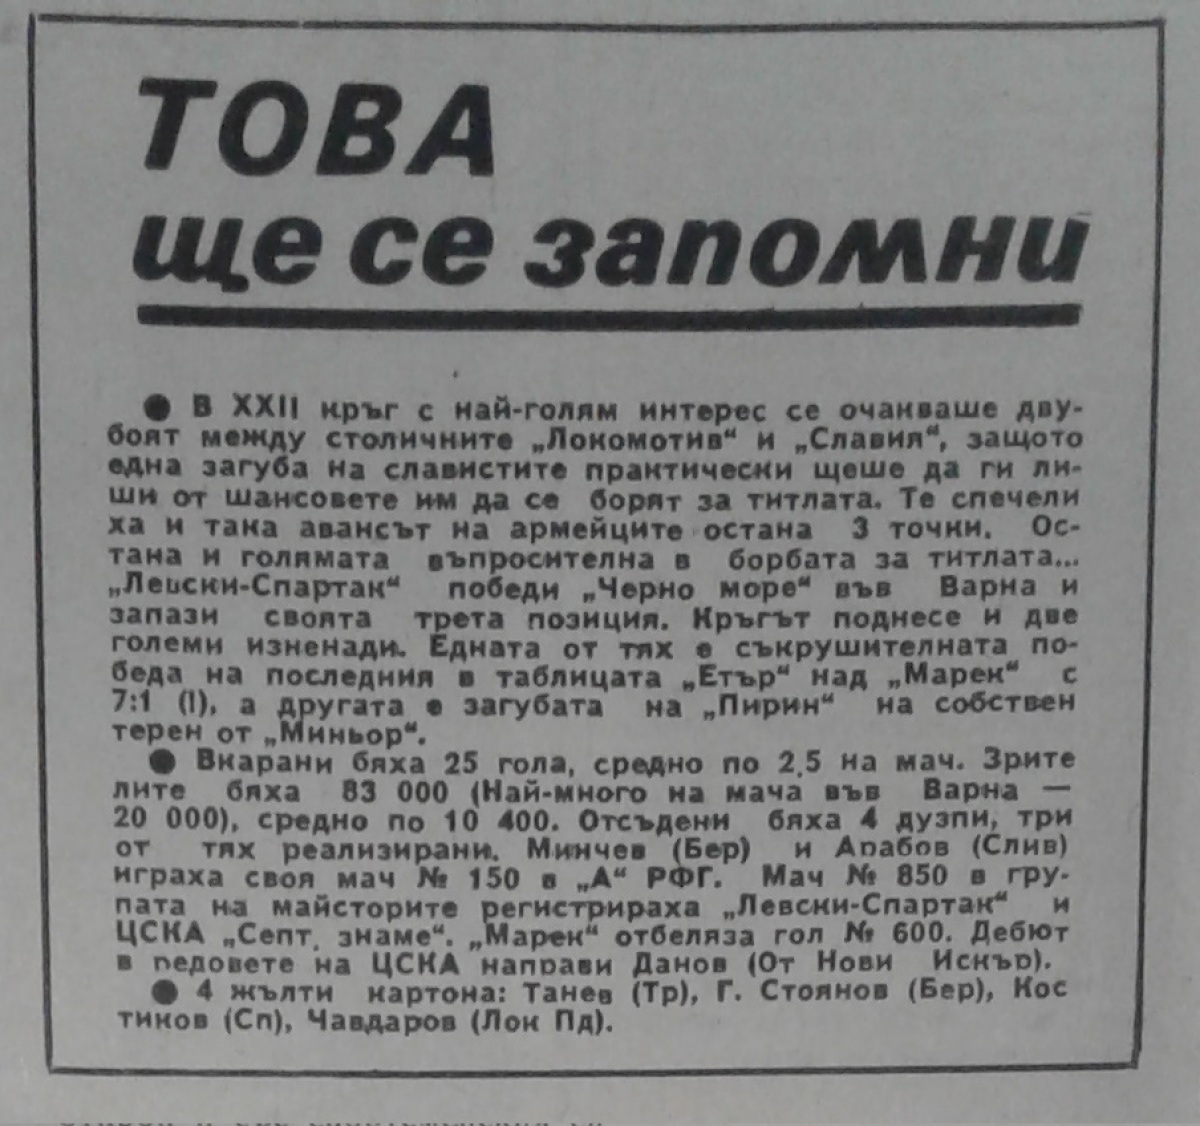 ТОВА
ще се запомни
● В XXII кръг с най-голям интерес се очакваше дву-
боят между столичните „Локомотив“ и „Славия“, защото
една загуба на славистите практически щеше да ги ли-
ши от шансовете им да се борят за титлата. Те спечели
ха и така авансът на армейците остана 3 точки. Ос-
тана и голямата въпросителна в борбата за титлата...
„Левски-Спартак“ победи „Черно море“ във Варна и
запази своята трета позиция. Кръгът поднесе и две
големи изненади. Едната от тях е съкрушителната по-
беда на последния в таблицата „Етър“ над „Марек“ с
7:1 (!), а другата е загубата на „Пирин“ на собствен
терен от „Миньор“.
● Вкарани бяха 25 гола, средно по 2,5 на мач. Зрите
лите бяха 83 000 (Най-много на мача във Варна —
20 000), средно по 10 400. Отсъдени бяха 4 дузпи, три
от тях реализирани. Минчев (Бер) и Арабов (Слив)
играха своя мач № 150 в „А“ РФГ. Мач № 850 в гру-
пата на майсторите регистрираха „Левски-Спартак“ и
ЦСКА „Септ. знаме“. „Марек“ отбеляза гол № 600. Дебют
в редовете на ЦСКА направи Данов (От Нови Искър).
● 4 жълти картона: Танев (Тр), Г. Стоянов (Бер), Кос
тиков (Сп), Чавдаров (Лок Пд).